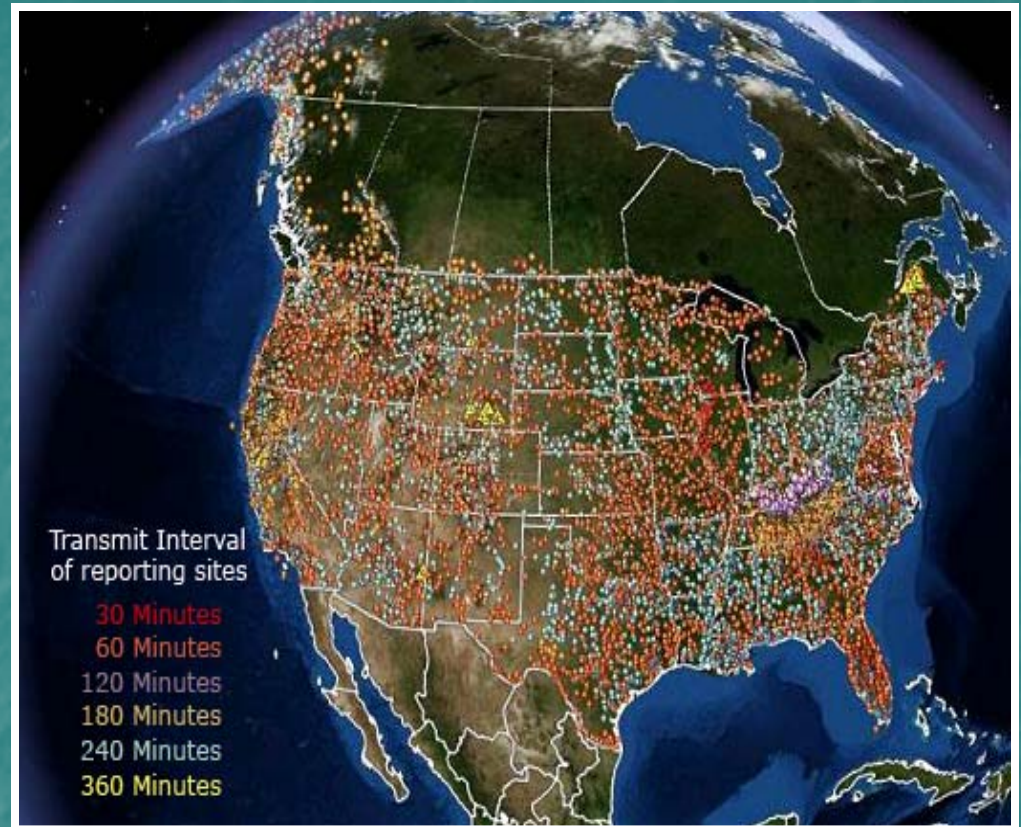 Transmit Interval
of reporting sites
30 Minutes
60 Minutes
120 Minutes
180 Minutes
240 Minutes
360 Minutes